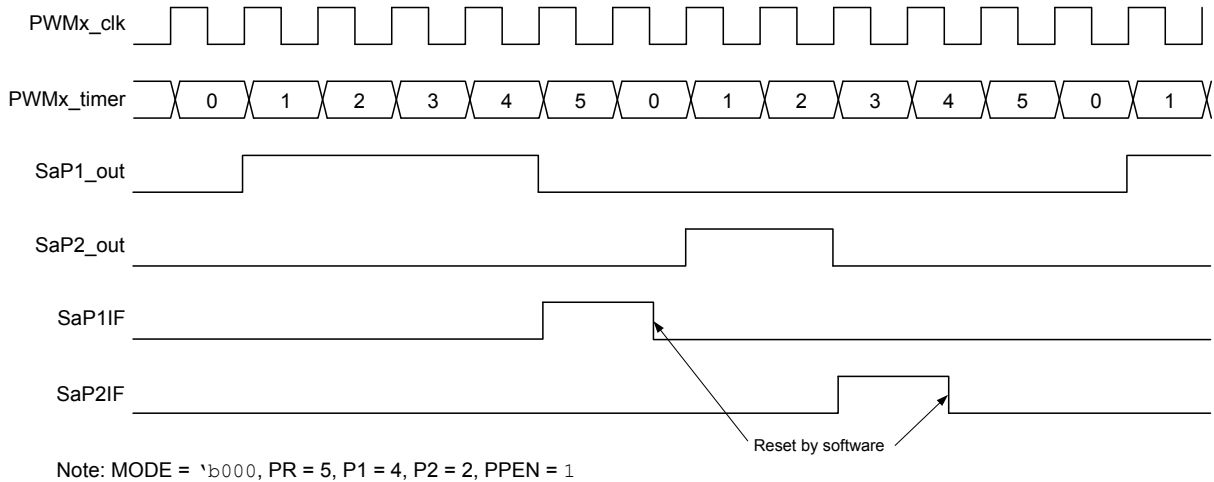 PWMx_clk
PWMx_timer 0 1 2 3 4 5 0 1 2 3 4 5 0 1
SaP1_out
SaP2_out
SaP1IF
SaP2IF
Reset by software
Note: MODE = ‘b000, PR = 5, P1 = 4, P2 = 2, PPEN = 1